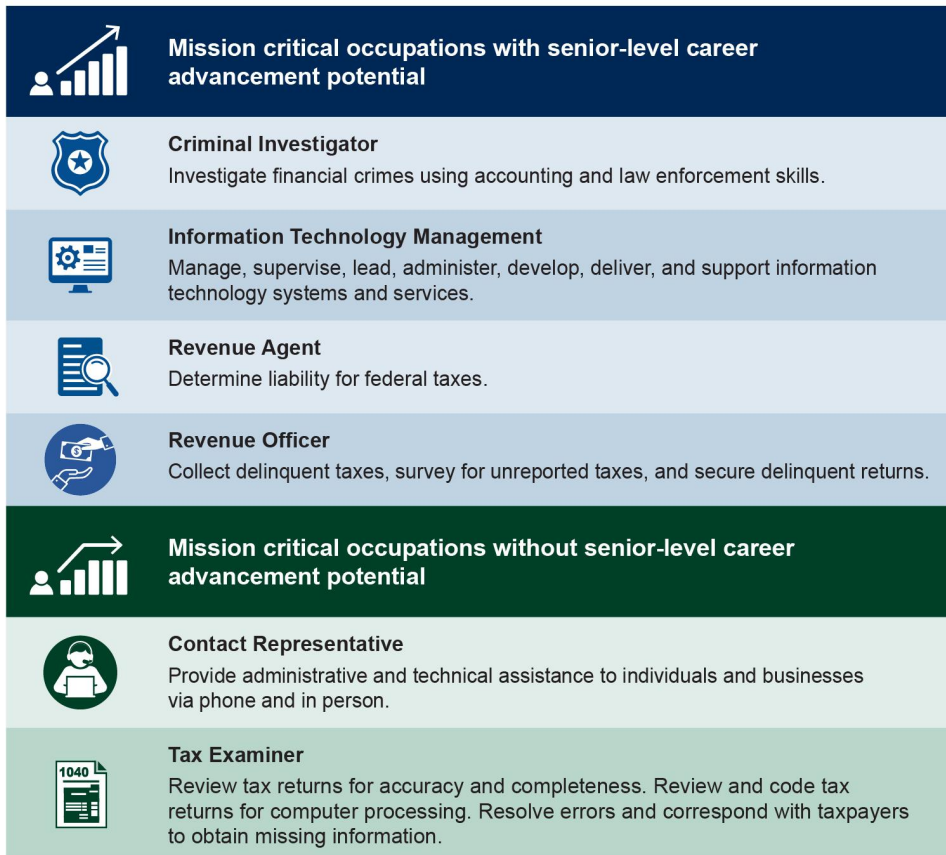 Mission critical occupations with senior-level career
advancement potential
Criminal Investigator
Investigate financial crimes using accounting and law enforcement skills.
Information Technology Management
Manage, supervise, lead, administer, develop, deliver, and support information
technology systems and services.
Revenue Agent
Determine liability for federal taxes.
$
Revenue Officer
Collect delinquent taxes, survey for unreported taxes, and secure delinquent returns.
Mission critical occupations without senior-level career
advancement potential
Contact Representative
Provide administrative and technical assistance to individuals and businesses
via phone and in person.
1040
Tax Examiner
Review tax returns for accuracy and completeness. Review and code tax
returns for computer processing. Resolve errors and correspond with taxpayers
to obtain missing information.